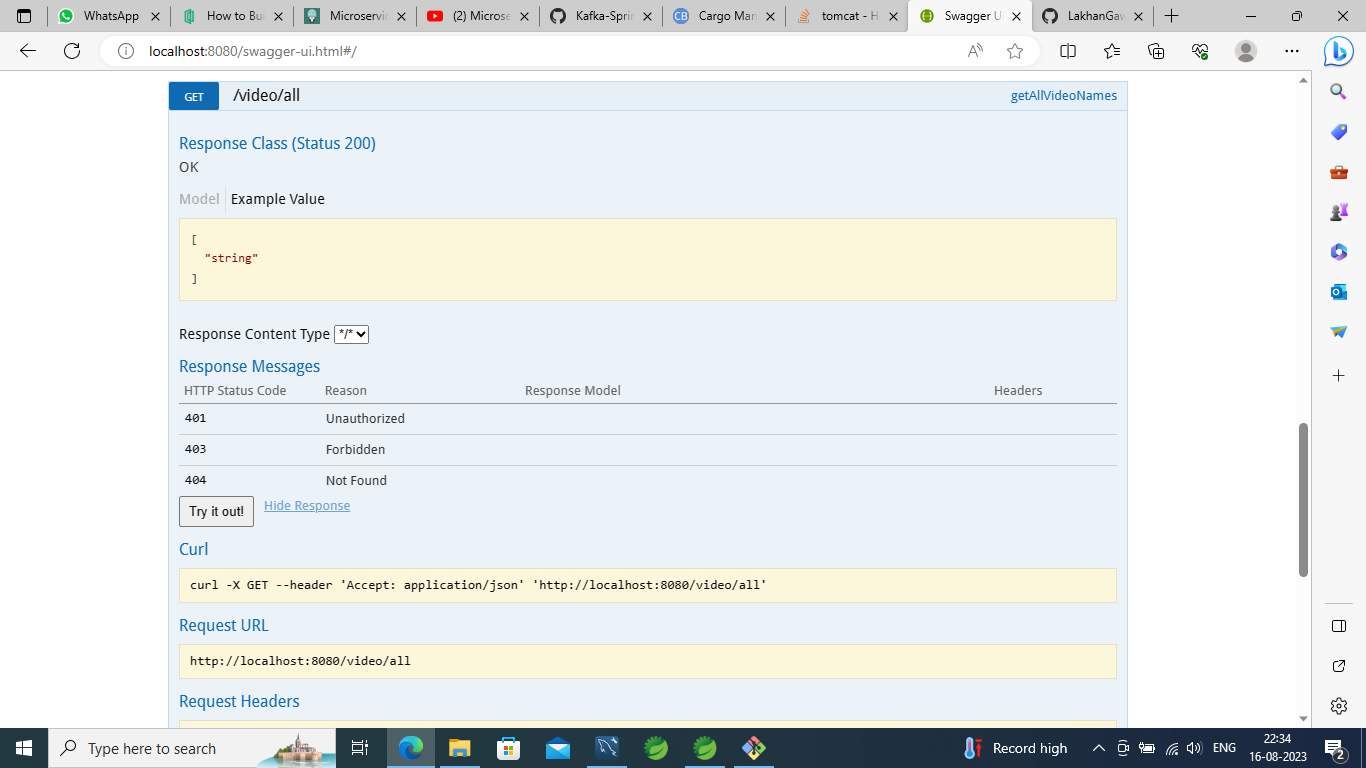 WhatsApp
How to Bui
Microservic
(2) Microse
Kafka-Sprin
Cargo Man
tomcat - H
Swagger U
LakhanGaw
localhost:8080/swagger-ui.html#/
GET /video/all getAllVideoNames
Response Class (Status 200)
OK
Model Example Value
[
"string"
]
Response Content Type */*
Response Messages
HTTP Status Code Reason Response Model Headers
401 Unauthorized
403 Forbidden
404 Not Found
Try it out! Hide Response
Curl
curl -X GET --header 'Accept: application/json' 'http://localhost:8080/video/all'
Request URL
http://localhost:8080/video/all
Request Headers
Type here to search
Record high
ENG
22:34
16-08-2023
2